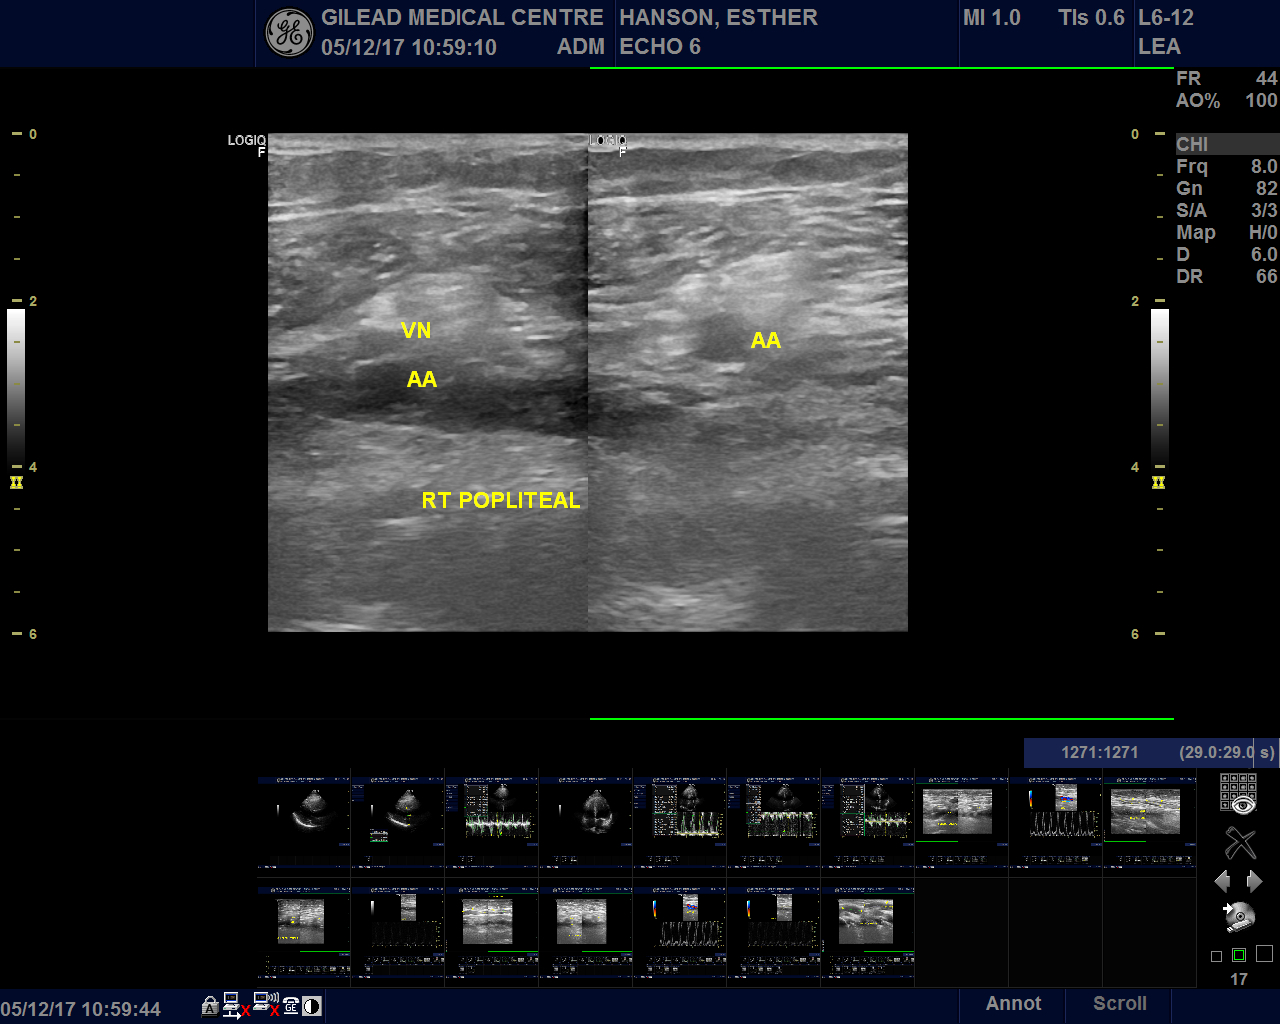 GILEAD MEDICAL CENTRE
05/12/17 10:59:10 ADM
HANSON, ESTHER
ECHO 6
MI 1.0 TIs 0.6
L6-12
LEA
FR 44
AO% 100
CHI
Frq 8.0
Gn 82
S/A 3/3
Map H/0
D 6.0
DR 66
LOGIQ
F
LOGIQ
F
0
2
4
6
0
2
4
6
VN
AA
RT POPLITEAL
AA
1271:1271 (29.0:29.0 s)
17
05/12/17 10:59:44
Annot
Scroll